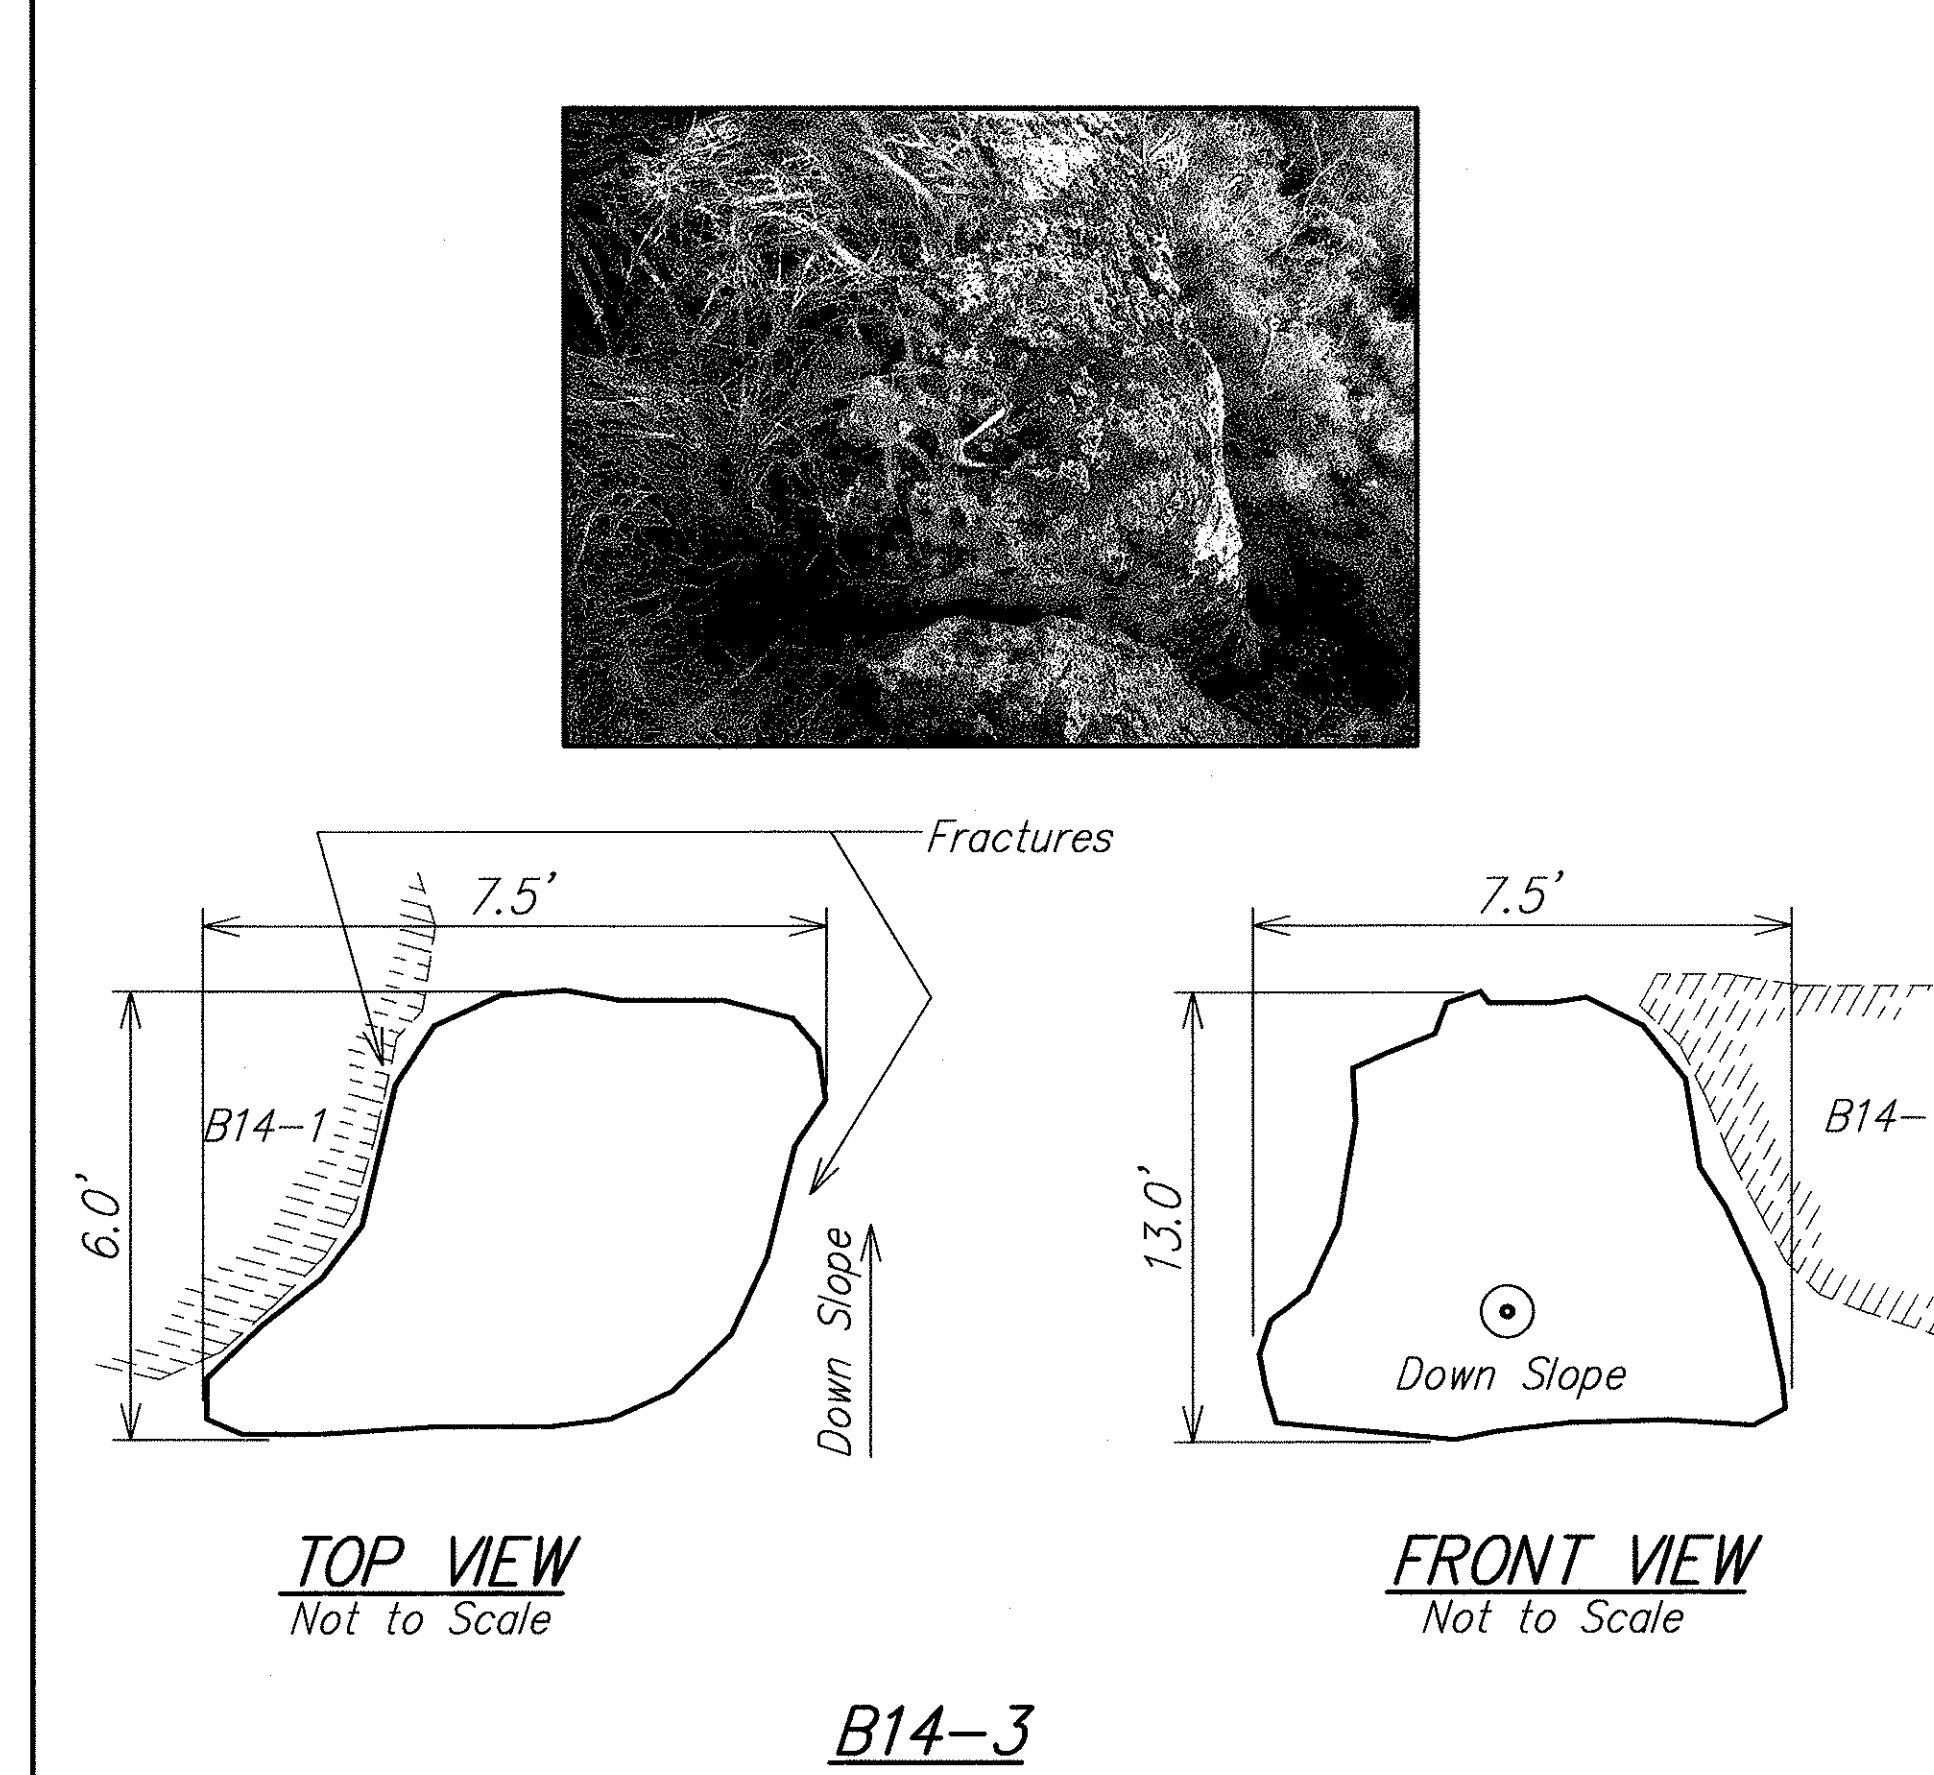 Fractures
7.5'
7.5'
B14-1
B14-
6.0'
13.0'
Down Slope
Down Slope
TOP VIEW
Not to Scale
FRONT VIEW
Not to Scale
B14-3